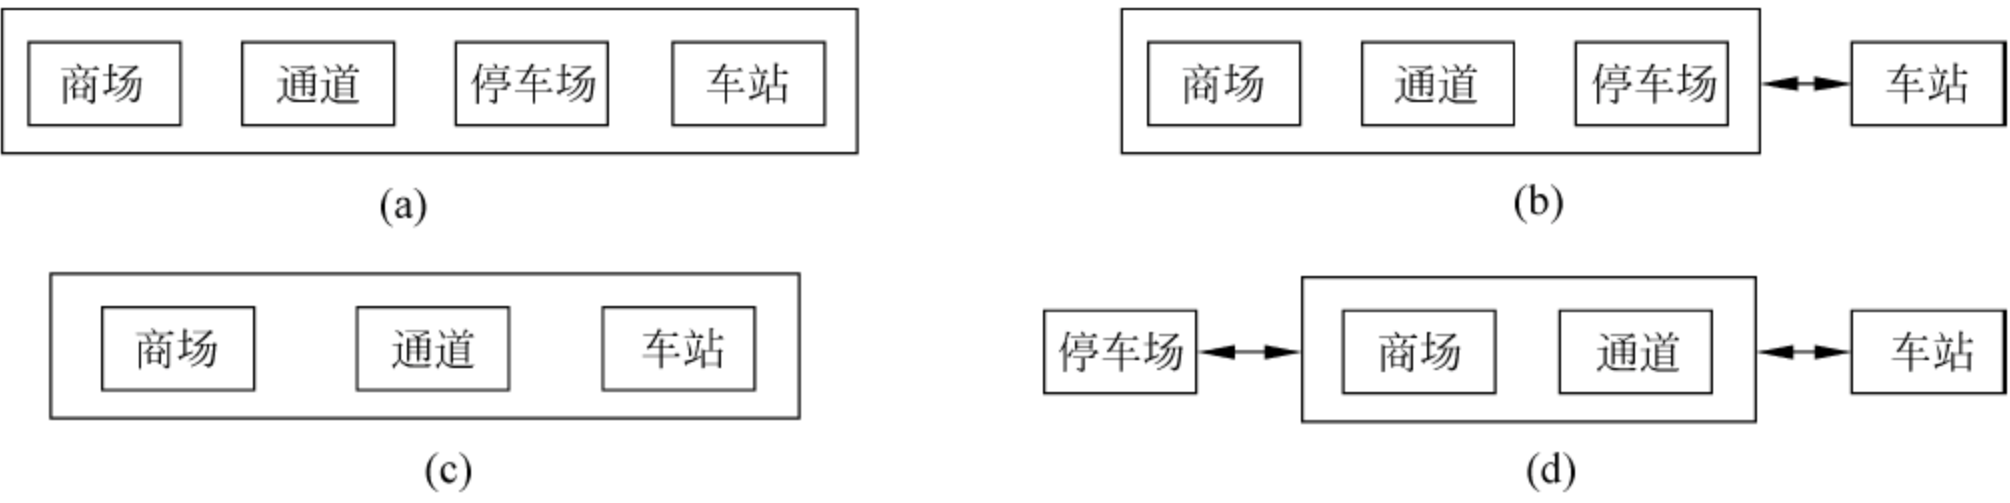 商场 通道 停车场 车站
(a)
商场 通道 停车场 车站
(b)
商场 通道 车站
(c)
停车场 商场 通道 车站
(d)